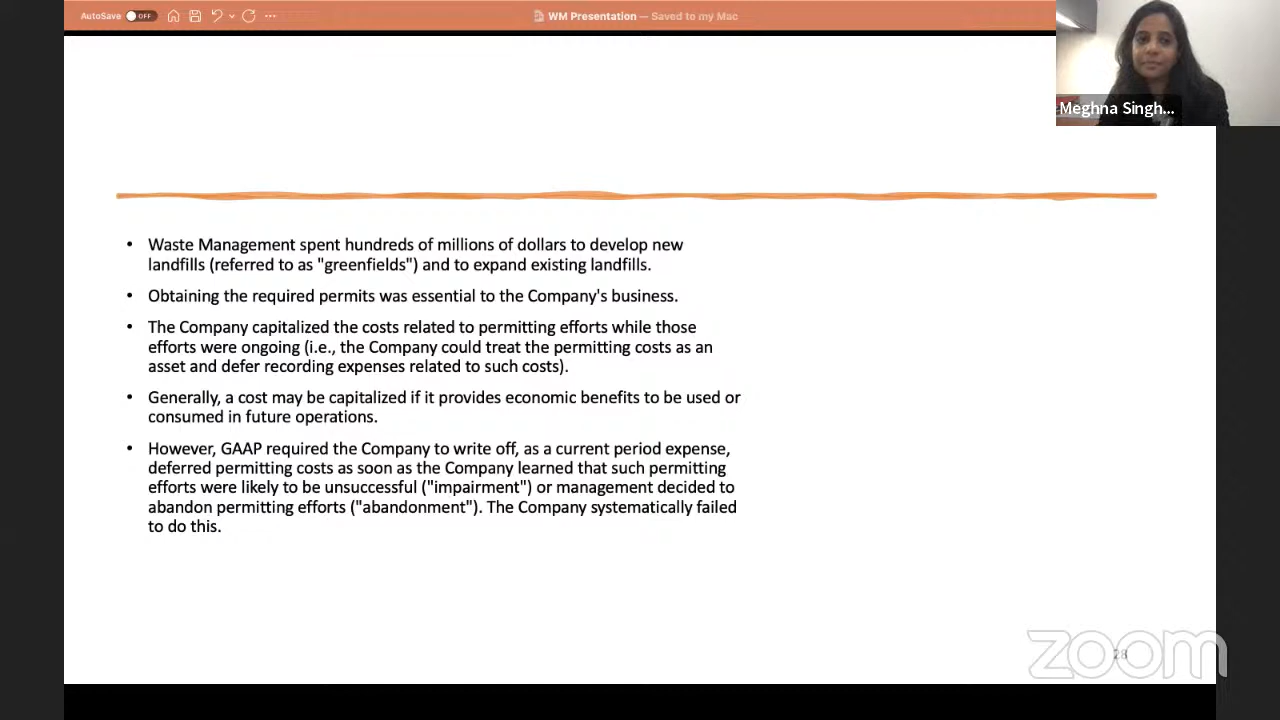 AutoSave OFF
WM Presentation — Saved to my Mac
Meghna Singh...
• Waste Management spent hundreds of millions of dollars to develop new
landfills (referred to as "greenfields") and to expand existing landfills.
• Obtaining the required permits was essential to the Company's business.
• The Company capitalized the costs related to permitting efforts while those
efforts were ongoing (i.e., the Company could treat the permitting costs as an
asset and defer recording expenses related to such costs).
• Generally, a cost may be capitalized if it provides economic benefits to be used or
consumed in future operations.
• However, GAAP required the Company to write off, as a current period expense,
deferred permitting costs as soon as the Company learned that such permitting
efforts were likely to be unsuccessful ("impairment") or management decided to
abandon permitting efforts ("abandonment"). The Company systematically failed
to do this.
28
zoom